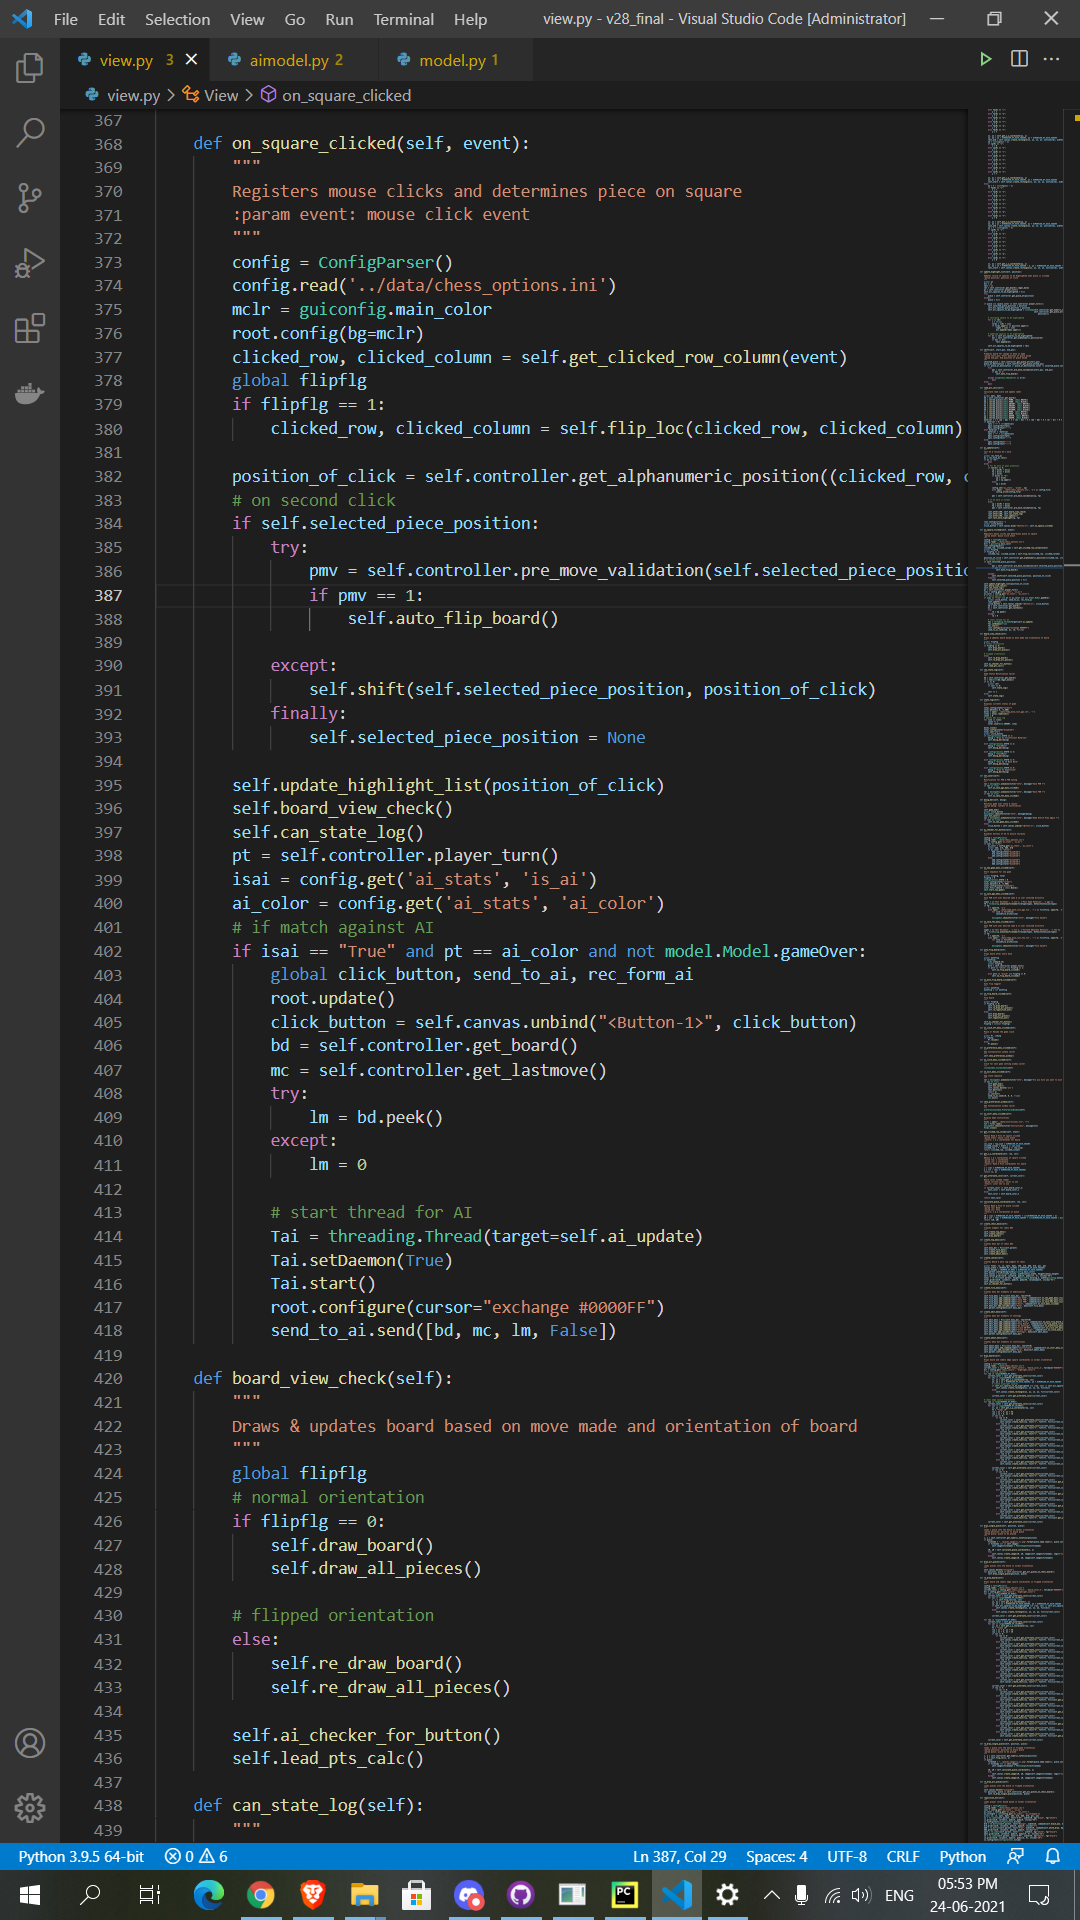 File Edit Selection View Go Run Terminal Help view.py - v28_final - Visual Studio Code [Administrator]
view.py 3 aimodel.py 2 model.py 1
view.py > View > on_square_clicked
367
368 def on_square_clicked(self, event):
369 """
370 Registers mouse clicks and determines piece on square
371 :param event: mouse click event
372 """
373 config = ConfigParser()
374 config.read('../data/chess_options.ini')
375 mclr = guiconfig.main_color
376 root.config(bg=mclr)
377 clicked_row, clicked_column = self.get_clicked_row_column(event)
378 global flipflg
379 if flipflg == 1:
380 clicked_row, clicked_column = self.flip_loc(clicked_row, clicked_column)
381
382 position_of_click = self.controller.get_alphanumeric_position((clicked_row,
383 # on second click
384 if self.selected_piece_position:
385 try:
386 pmv = self.controller.pre_move_validation(self.selected_piece_positio
387 if pmv == 1:
388 self.auto_flip_board()
389
390 except:
391 self.shift(self.selected_piece_position, position_of_click)
392 finally:
393 self.selected_piece_position = None
394
395 self.update_highlight_list(position_of_click)
396 self.board_view_check()
397 self.can_state_log()
398 pt = self.controller.player_turn()
399 isai = config.get('ai_stats', 'is_ai')
400 ai_color = config.get('ai_stats', 'ai_color')
401 # if match against AI
402 if isai == "True" and pt == ai_color and not model.Model.gameOver:
403 global click_button, send_to_ai, rec_form_ai
404 root.update()
405 click_button = self.canvas.unbind("<Button-1>", click_button)
406 bd = self.controller.get_board()
407 mc = self.controller.get_lastmove()
408 try:
409 lm = bd.peek()
410 except:
411 lm = 0
412
413 # start thread for AI
414 Tai = threading.Thread(target=self.ai_update)
415 Tai.setDaemon(True)
416 Tai.start()
417 root.configure(cursor="exchange #0000FF")
418 send_to_ai.send([bd, mc, lm, False])
419
420 def board_view_check(self):
421 """
422 Draws & updates board based on move made and orientation of board
423 """
424 global flipflg
425 # normal orientation
426 if flipflg == 0:
427 self.draw_board()
428 self.draw_all_pieces()
429
430 # flipped orientation
431 else:
432 self.re_draw_board()
433 self.re_draw_all_pieces()
434
435 self.ai_checker_for_button()
436 self.lead_pts_calc()
437
438 def can_state_log(self):
439 """
Python 3.9.5 64-bit 0 6 Ln 387, Col 29 Spaces: 4 UTF-8 CRLF Python
PC ENG 05:53 PM
24-06-2021